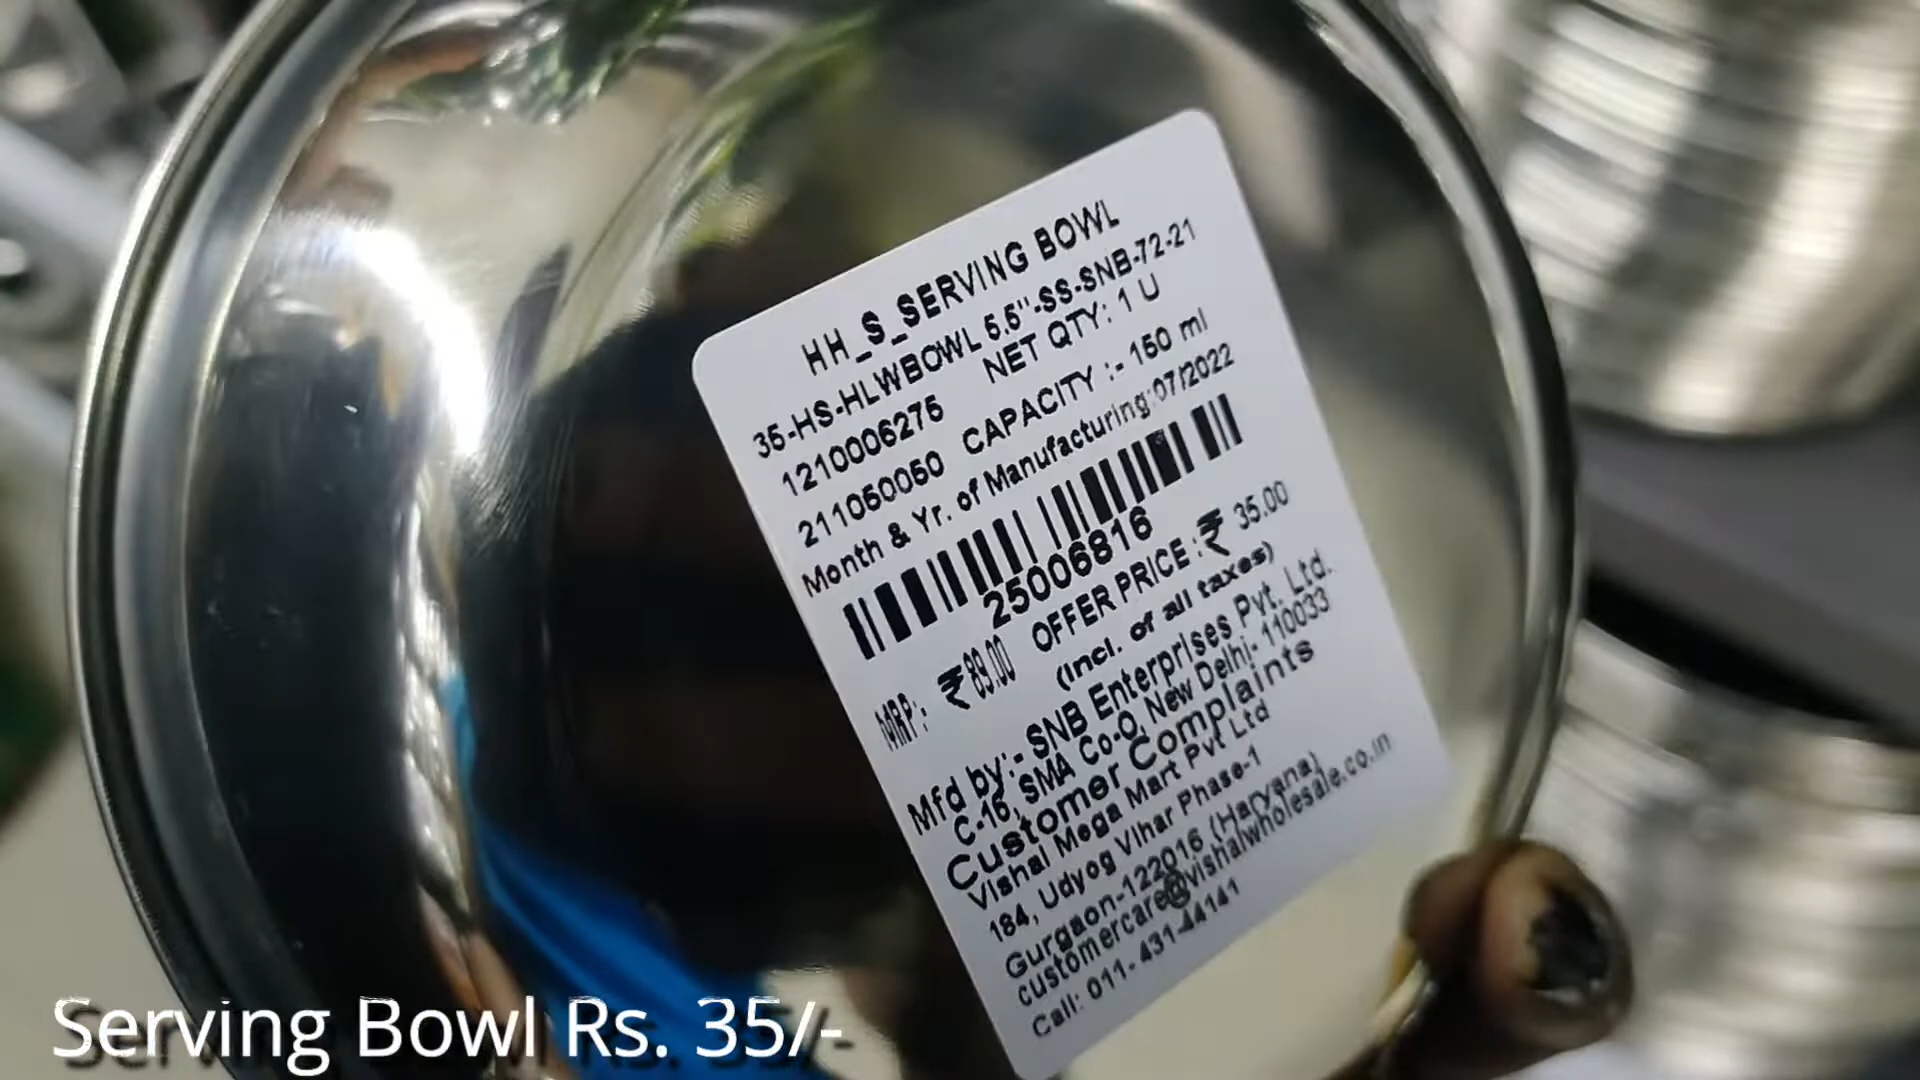 HH_S_SERVING BOWL
35-HS-HLWBOWL 5.5"-SS-SNB-72-21
1210006275 NET QTY: 1 U
211050050 CAPACITY :- 150 ml
Month & Yr. of Manufacturing:07/2022
25006816
MRP:- ₹89.00 OFFER PRICE:₹ 35.00
(Incl. of all taxes)
Mfd by:- SNB Enterprises Pvt. Ltd.
C-16, SMA Co-O, New Delhi- 110033
Customer Complaints
Vishal Mega Mart Pvt Ltd
184, Udyog Vihar Phase-1
Gurgaon-122016 (Haryana)
customercare@vishalwholesale.co.in
Call: 011- 431-44141
Serving Bowl Rs. 35/-